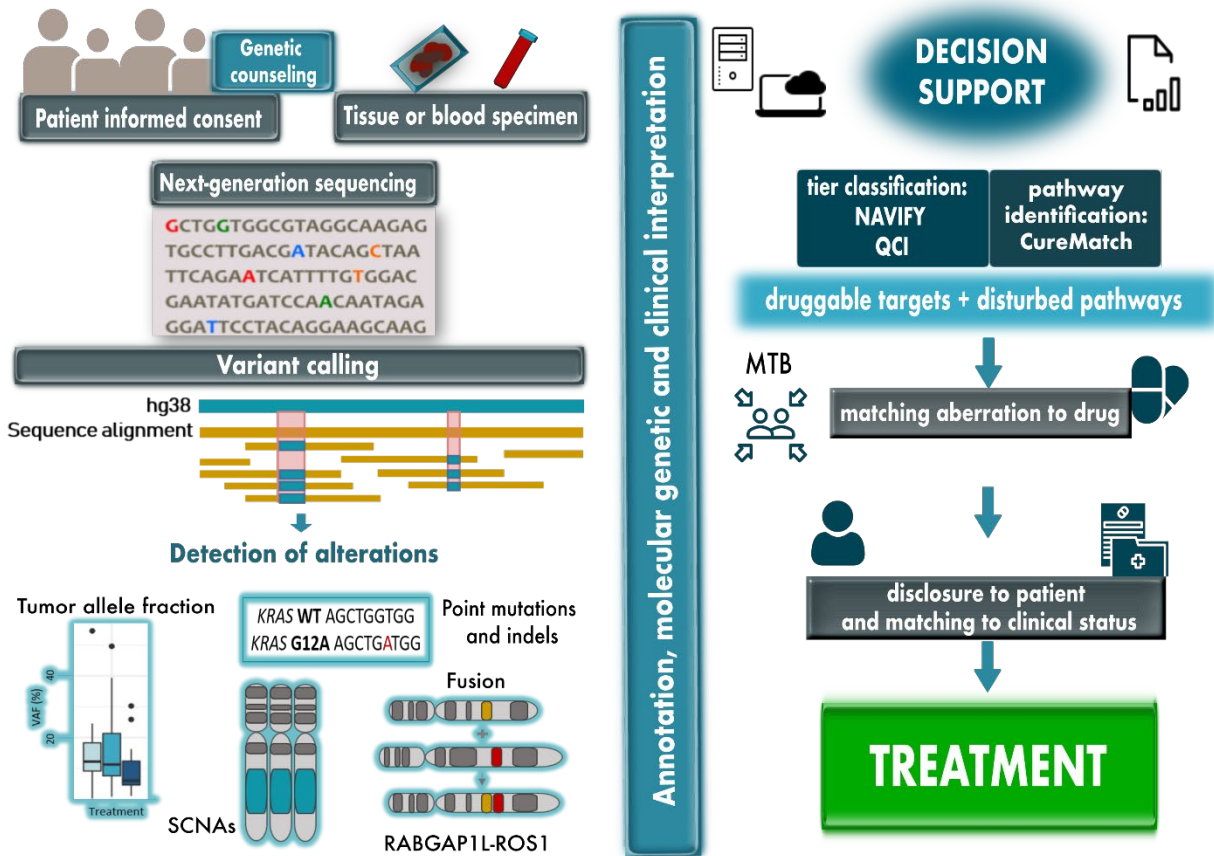 Genetic
counseling
Patient informed consent
Tissue or blood specimen
Next-generation sequencing
GCTGGTGGCGTAGGCAAGAG
TGCCTTGACGATACAGCTAA
TTCAGAATCATTTTGTGGAC
GAATATGATCCAACAATAGA
GGATTCCTACAGGAAGCAAG
Variant calling
hg38
Sequence alignment
Detection of alterations
Tumor allele fraction
VAF (%)
40
20
Treatment
KRAS WT AGCTGGTGG
KRAS G12A AGCTGATGG
Point mutations
and indels
SCNAs
Fusion
RABGAP1L-ROS1
Annotation, molecular genetic and clinical interpretation
DECISION
SUPPORT
tier classification:
NAVIFY
QCI
pathway
identification:
CureMatch
druggable targets + disturbed pathways
MTB
matching aberration to drug
disclosure to patient
and matching to clinical status
TREATMENT